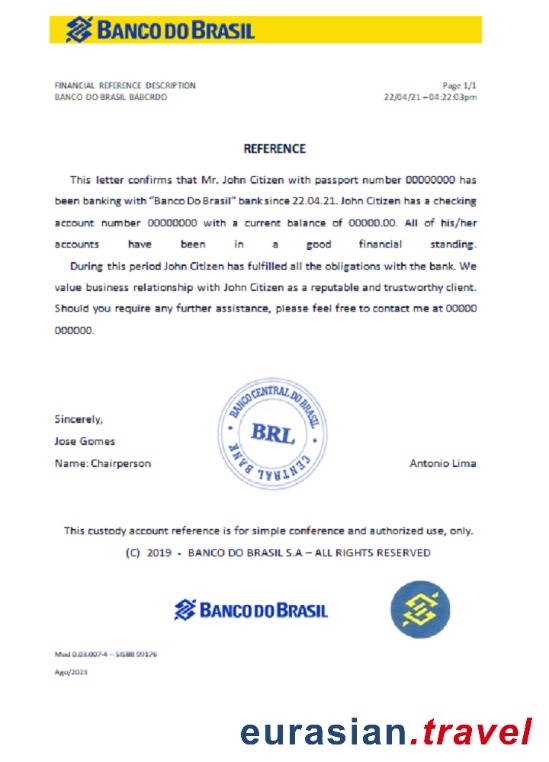 BANCO DO BRASIL
FINANCIAL REFERENCE DESCRIPTION
BANCO DO BRASIL BABCRDO
Page 1/1
22/04/21 – 04:22:03pm
REFERENCE
This letter confirms that Mr. John Citizen with passport number 00000000 has
been banking with “Banco Do Brasil” bank since 22.04.21. John Citizen has a checking
account number 00000000 with a current balance of 00000.00. All of his/her
accounts have been in a good financial standing.
During this period John Citizen has fulfilled all the obligations with the bank. We
value business relationship with John Citizen as a reputable and trustworthy client.
Should you require any further assistance, please feel free to contact me at 00000
000000.
Sincerely,
Jose Gomes
Name: Chairperson
BANCO CENTRAL DO BRASIL
BRL
CENTRAL BANK
Antonio Lima
This custody account reference is for simple conference and authorized use, only.
(C) 2019 - BANCO DO BRASIL S.A – ALL RIGHTS RESERVED
BANCO DO BRASIL
Mod 0.03.007-4 – SISBB 99176
Ago/2021
eurasian.travel